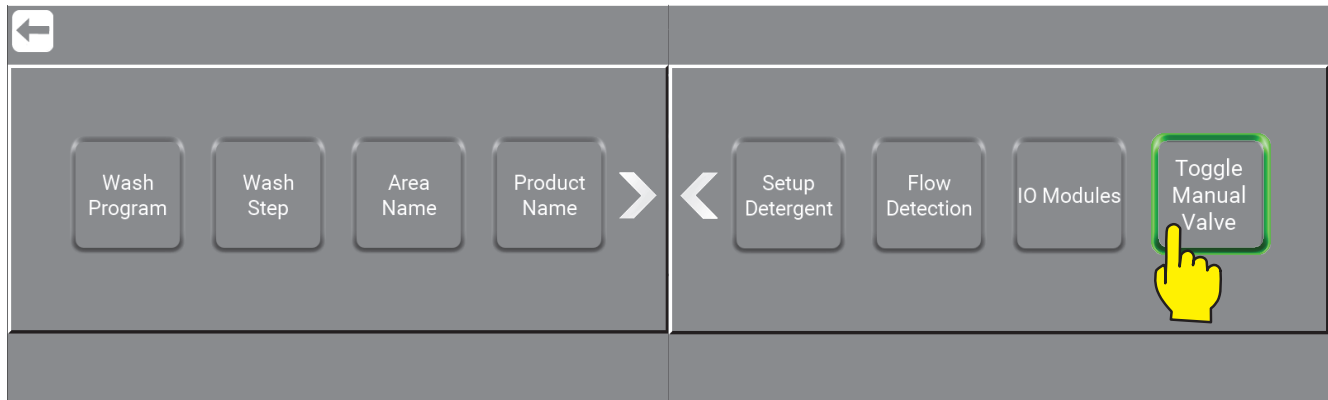 Wash
Program
Wash
Step
Area
Name
Product
Name
Setup
Detergent
Flow
Detection
IO Modules
Toggle
Manual
Valve